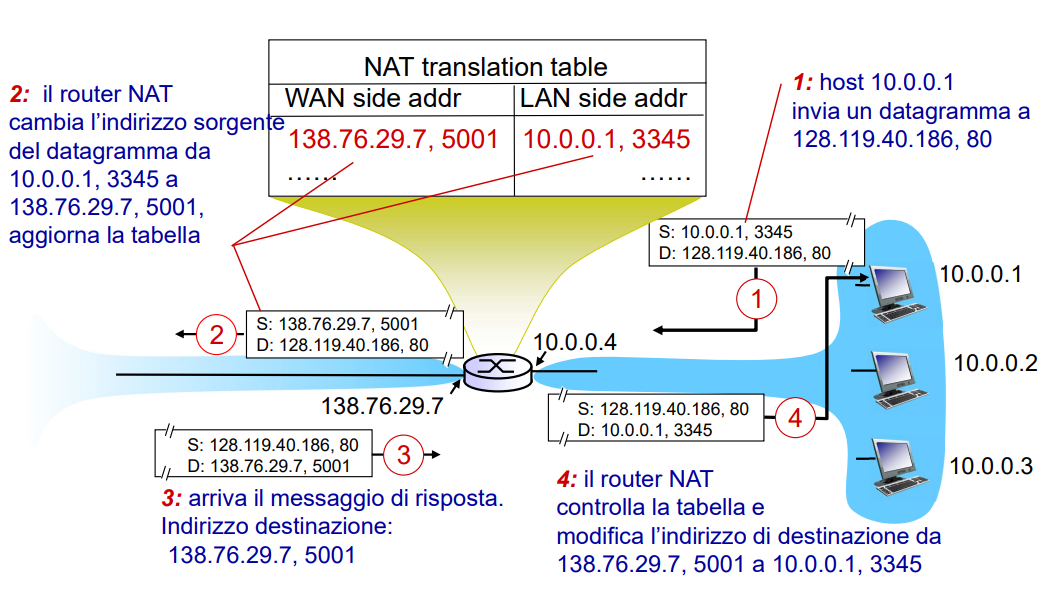 NAT translation table
WAN side addr
LAN side addr
138.76.29.7, 5001
10.0.0.1, 3345
……
……
1: host 10.0.0.1
invia un datagramma a
128.119.40.186, 80
2: il router NAT
cambia l'indirizzo sorgente
del datagramma da
10.0.0.1, 3345 a
138.76.29.7, 5001,
aggiorna la tabella
S: 10.0.0.1, 3345
D: 128.119.40.186, 80
1
10.0.0.1
2
S: 138.76.29.7, 5001
D: 128.119.40.186, 80
10.0.0.4
10.0.0.2
138.76.29.7
S: 128.119.40.186, 80
D: 10.0.0.1, 3345
4
S: 128.119.40.186, 80
D: 138.76.29.7, 5001
3
10.0.0.3
3: arriva il messaggio di risposta.
Indirizzo destinazione:
138.76.29.7, 5001
4: il router NAT
controlla la tabella e
modifica l'indirizzo di destinazione da
138.76.29.7, 5001 a 10.0.0.1, 3345